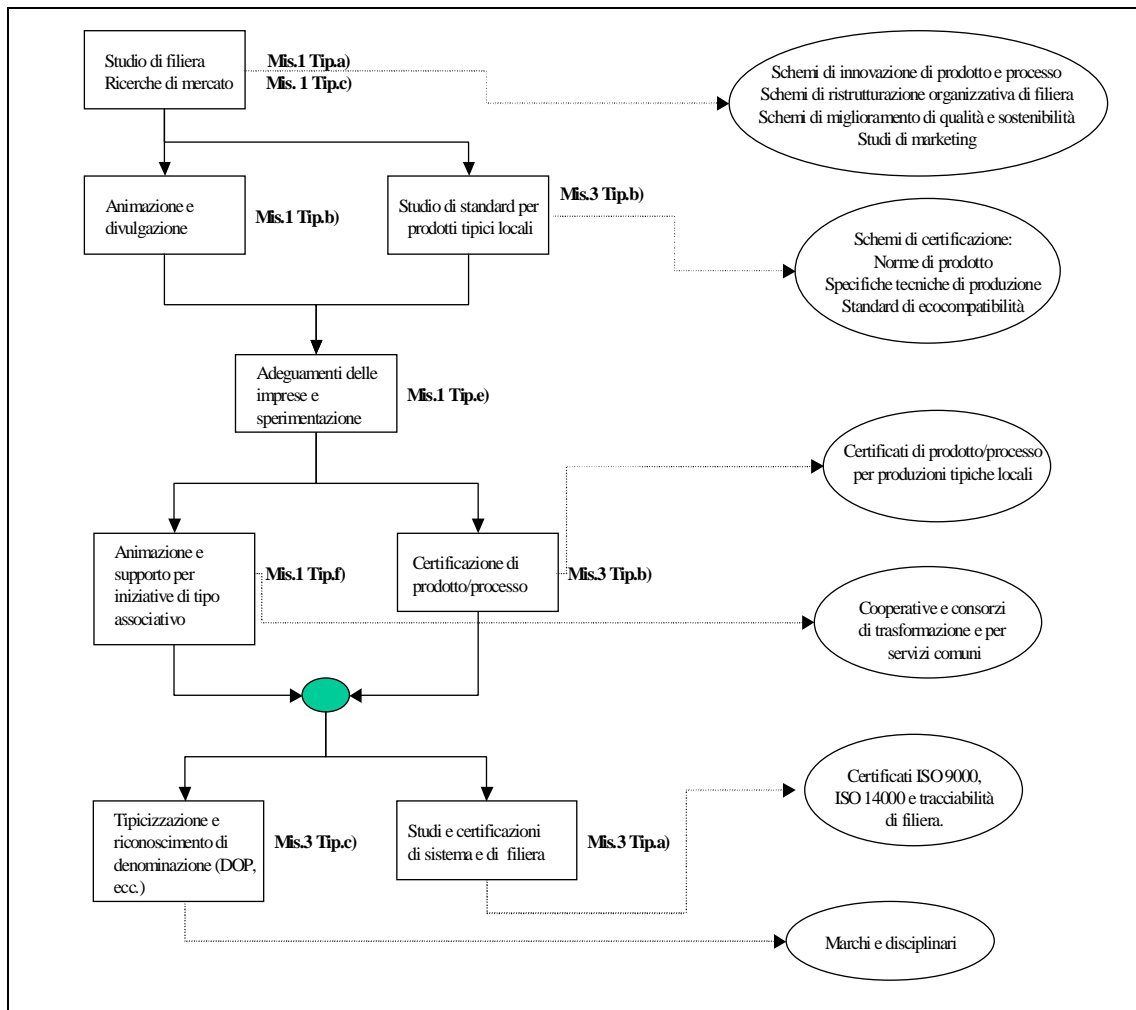 Studio di filiera
Ricerche di mercato
Mis.1 Tip.a)
Mis. 1 Tip.c)
Schemi di innovazione di prodotto e processo
Schemi di ristrutturazione organizzativa di filiera
Schemi di miglioramento di qualità e sostenibilità
Studi di marketing
Animazione e
divulgazione
Mis.1 Tip.b)
Studio di standard per
prodotti tipici locali
Mis.3 Tip.b)
Schemi di certificazione:
Norme di prodotto
Specifiche tecniche di produzione
Standard di ecocompatibilità
Adeguamenti delle
imprese e
sperimentazione
Mis.1 Tip.e)
Certificati di prodotto/processo
per produzioni tipiche locali
Animazione e
supporto per
iniziative di tipo
associativo
Mis.1 Tip.f)
Certificazione di
prodotto/processo
Mis.3 Tip.b)
Cooperative e consorzi
di trasformazione e per
servizi comuni
Certificati ISO 9000,
ISO 14000 e tracciabilità
di filiera.
Tipicizzazione e
riconoscimento di
denominazione (DOP,
ecc.)
Mis.3 Tip.c)
Studi e certificazioni
di sistema e di filiera
Mis.3 Tip.a)
Marchi e disciplinari